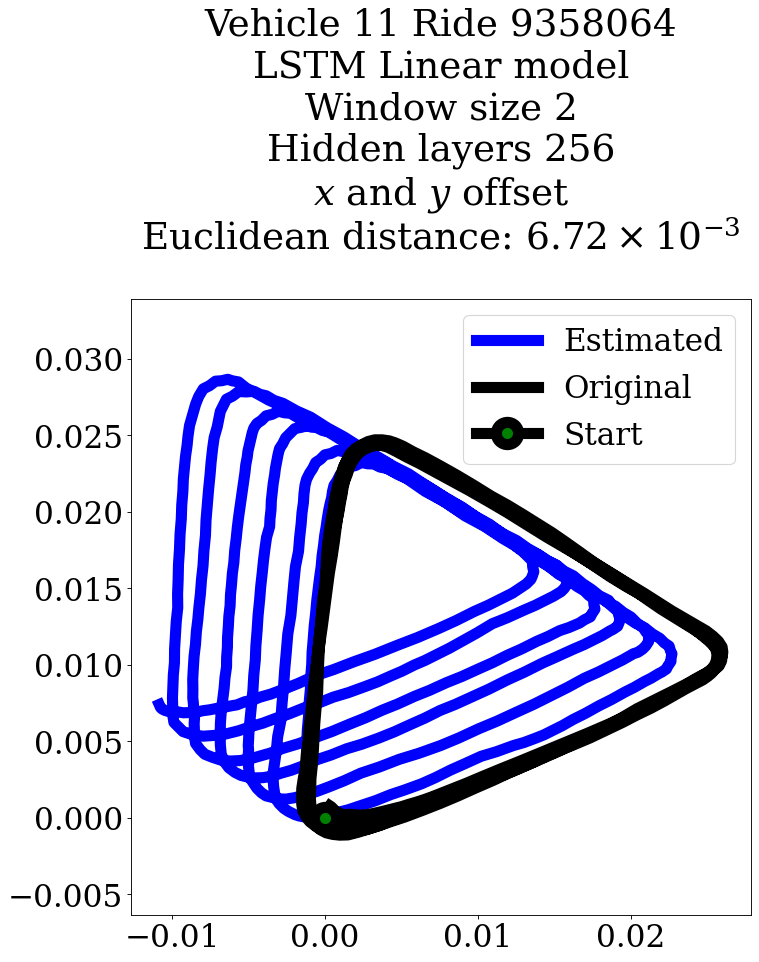 Vehicle 11 Ride 9358064
LSTM Linear model
Window size 2
Hidden layers 256
x and y offset
Euclidean distance: 6.72 × 10⁻³
Estimated
Original
Start
0.030
0.025
0.020
0.015
0.010
0.005
0.000
−0.005
−0.01 0.00 0.01 0.02